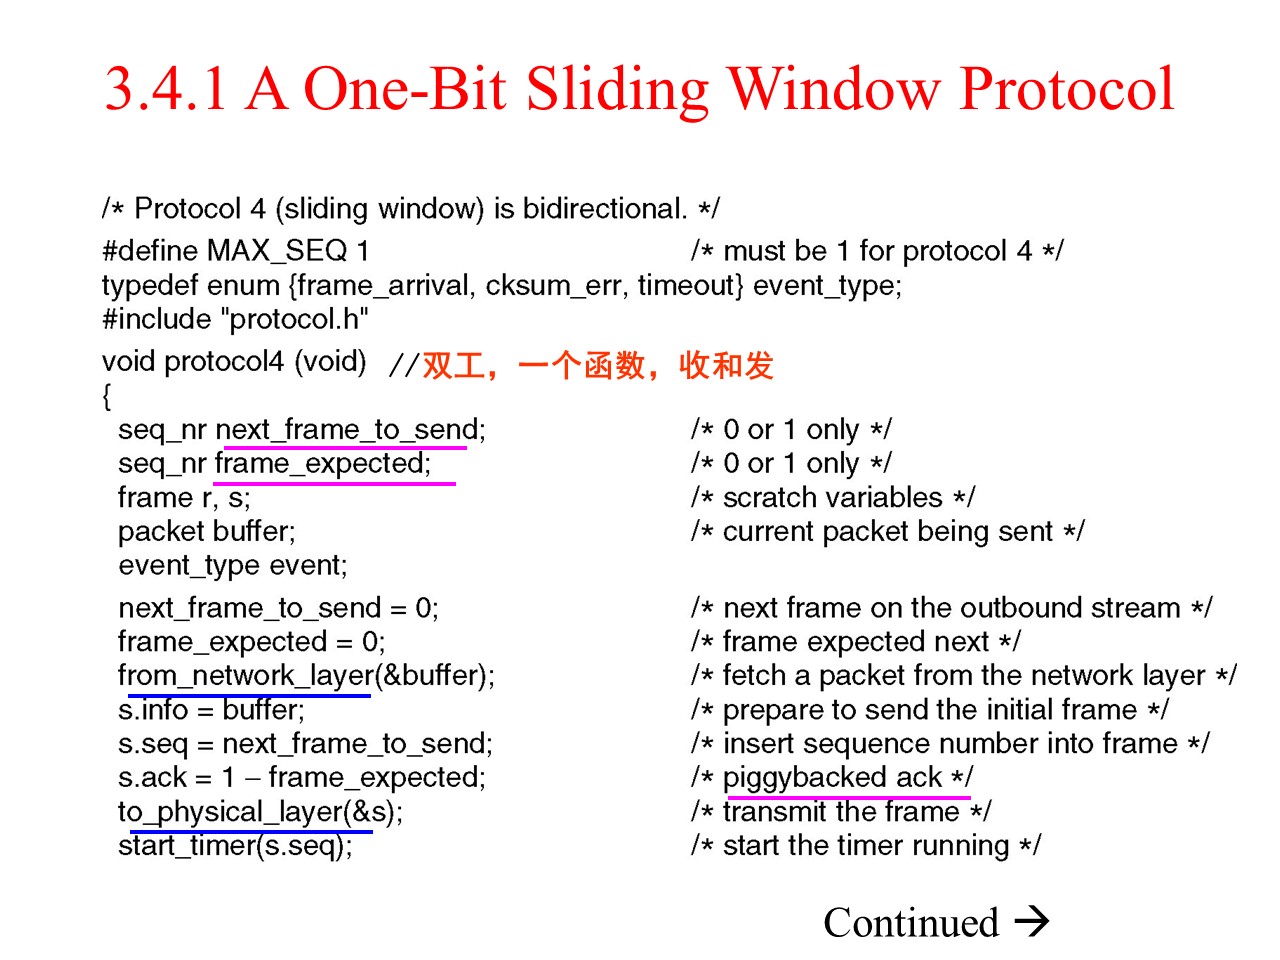 3.4.1 A One-Bit Sliding Window Protocol
/* Protocol 4 (sliding window) is bidirectional. */
#define MAX_SEQ 1 /* must be 1 for protocol 4 */
typedef enum {frame_arrival, cksum_err, timeout} event_type;
#include "protocol.h"
void protocol4 (void) //双工，一个函数，收和发
{
seq_nr next_frame_to_send; /* 0 or 1 only */
seq_nr frame_expected; /* 0 or 1 only */
frame r, s; /* scratch variables */
packet buffer; /* current packet being sent */
event_type event;
next_frame_to_send = 0; /* next frame on the outbound stream */
frame_expected = 0; /* frame expected next */
from_network_layer(&buffer); /* fetch a packet from the network layer */
s.info = buffer; /* prepare to send the initial frame */
s.seq = next_frame_to_send; /* insert sequence number into frame */
s.ack = 1 – frame_expected; /* piggybacked ack */
to_physical_layer(&s); /* transmit the frame */
start_timer(s.seq); /* start the timer running */
Continued →